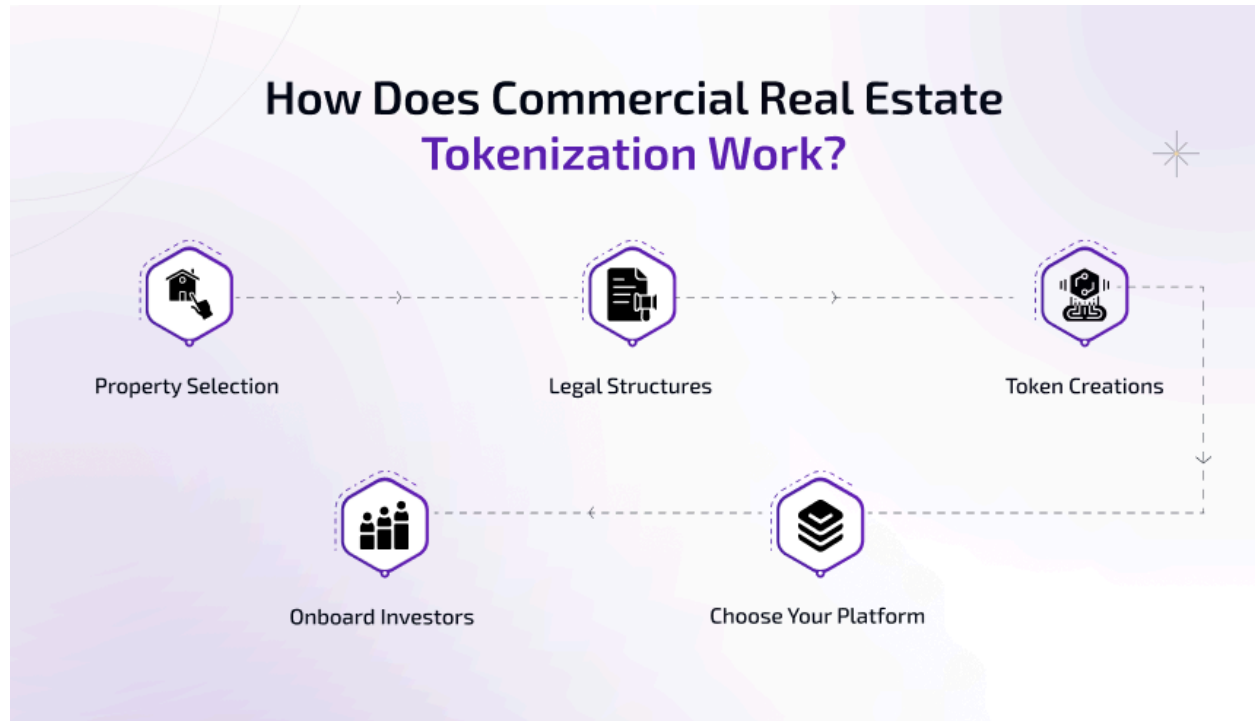 How Does Commercial Real Estate
Tokenization Work?
Property Selection
Legal Structures
Token Creations
Onboard Investors
Choose Your Platform